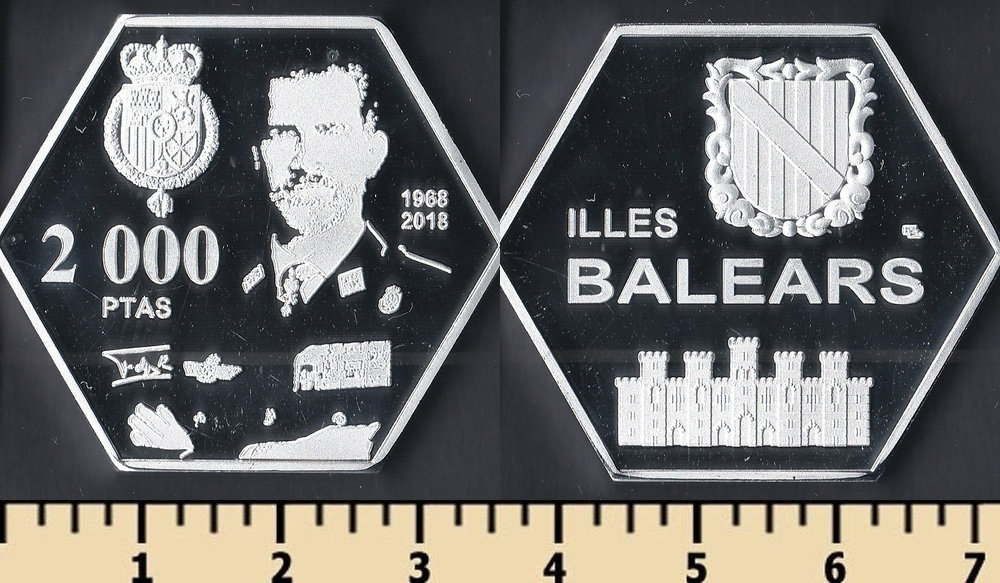 1968
2018
2 000
PTAS
ILLES
BALEARS
1 2 3 4 5 6 7